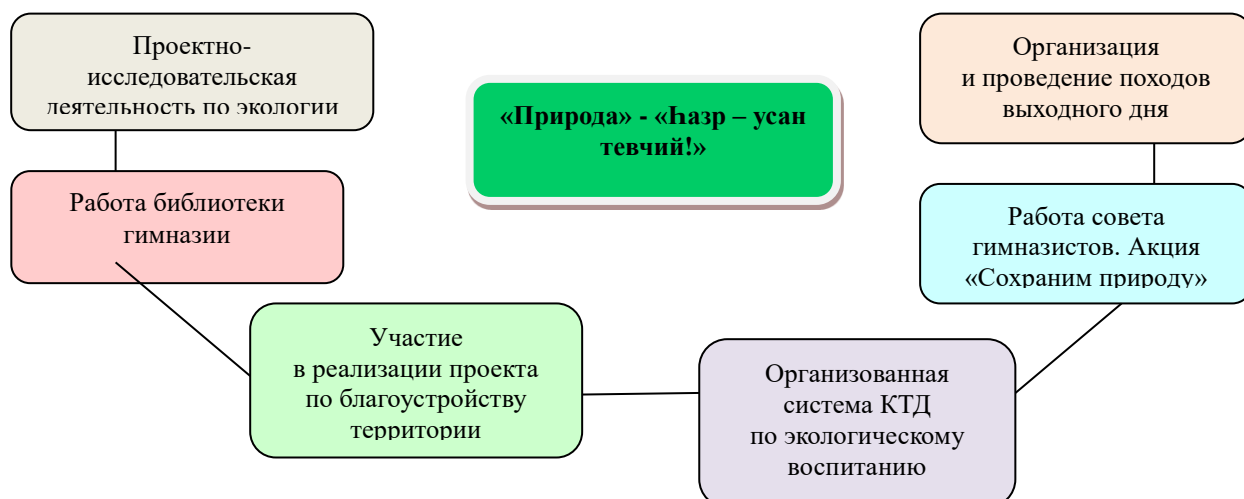 Проектно-
исследовательская
деятельность по экологии
«Природа» - «Һазр – усан
тевчий!»
Организация
и проведение походов
выходного дня
Работа библиотеки
гимназии
Работа совета
гимназистов. Акция
«Сохраним природу»
Участие
в реализации проекта
по благоустройству
территории
Организованная
система КТД
по экологическому
воспитанию